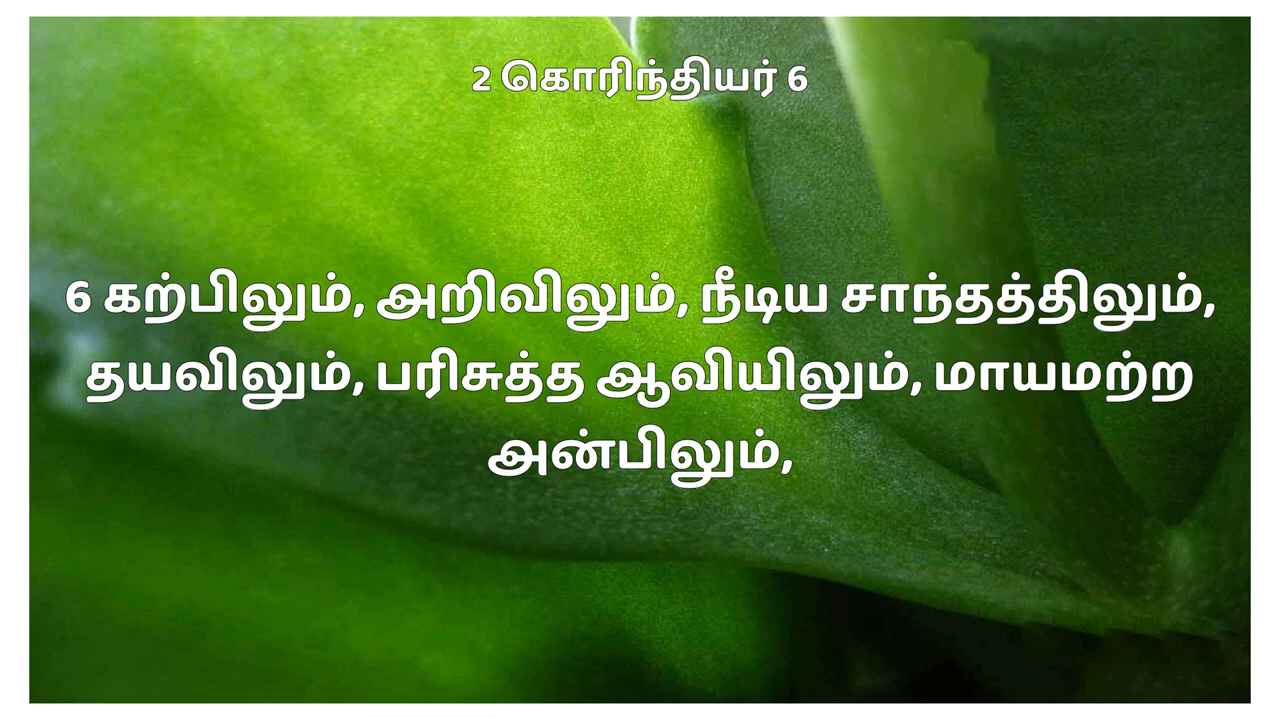 2 கொரிந்தியர் 6
6 கற்பிலும், அறிவிலும், நீடிய சாந்தத்திலும்,
தயவிலும், பரிசுத்த ஆவியிலும், மாயமற்ற
அன்பிலும்,